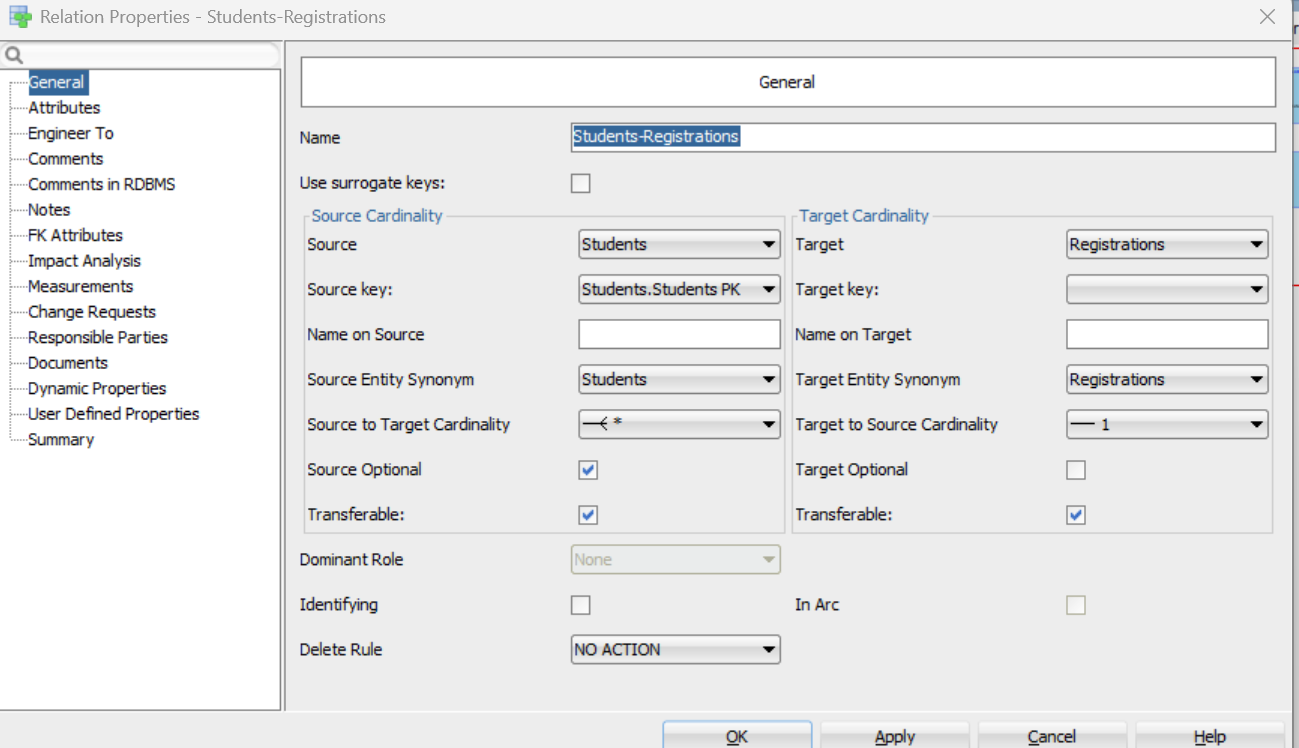 Relation Properties - Students-Registrations
General
Attributes
Engineer To
Comments
Comments in RDBMS
Notes
FK Attributes
Impact Analysis
Measurements
Change Requests
Responsible Parties
Documents
Dynamic Properties
User Defined Properties
Summary
General
Name Students-Registrations
Use surrogate keys:
Source Cardinality Target Cardinality
Source Students Target Registrations
Source key: Students.Students PK Target key:
Name on Source Name on Target
Source Entity Synonym Students Target Entity Synonym Registrations
Source to Target Cardinality * Target to Source Cardinality 1
Source Optional Target Optional
Transferable: Transferable:
Dominant Role None
Identifying In Arc
Delete Rule NO ACTION
OK Apply Cancel Help